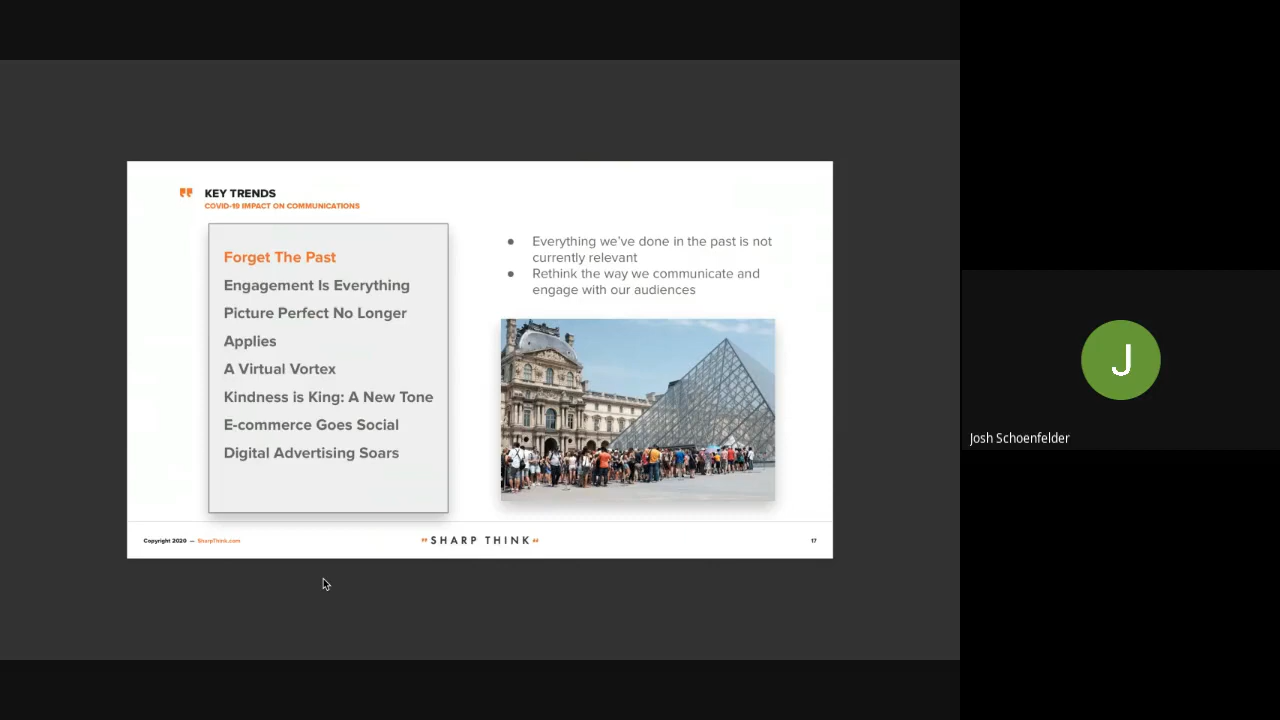 KEY TRENDS
COVID-19 IMPACT ON COMMUNICATIONS
Forget The Past
Engagement Is Everything
Picture Perfect No Longer
Applies
A Virtual Vortex
Kindness is King: A New Tone
E-commerce Goes Social
Digital Advertising Soars
● Everything we've done in the past is not
currently relevant
● Rethink the way we communicate and
engage with our audiences
Copyright 2020 — SharpThink.com
SHARP THINK
17
J
Josh Schoenfelder